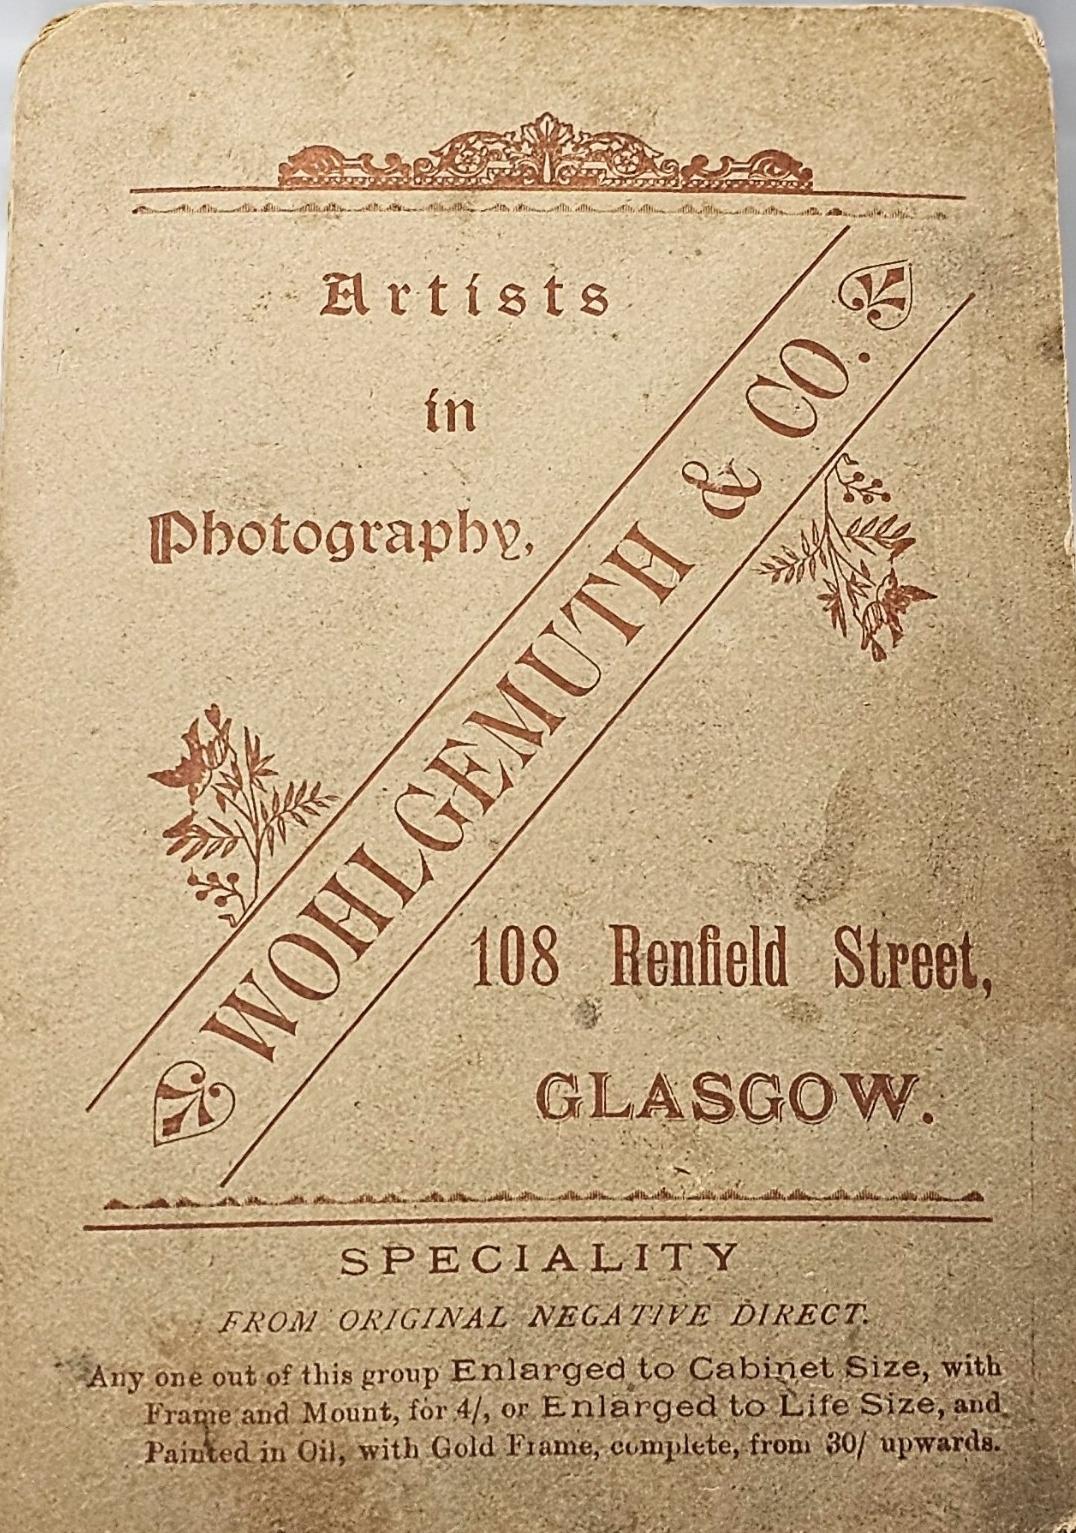 Artists
in
Photography,
WOHLGEMUTH & CO.
108 Renfield Street,
GLASGOW.
SPECIALITY
FROM ORIGINAL NEGATIVE DIRECT.
Any one out of this group Enlarged to Cabinet Size, with
Frame and Mount, for 4/, or Enlarged to Life Size, and
Painted in Oil, with Gold Frame, complete, from 30/ upwards.